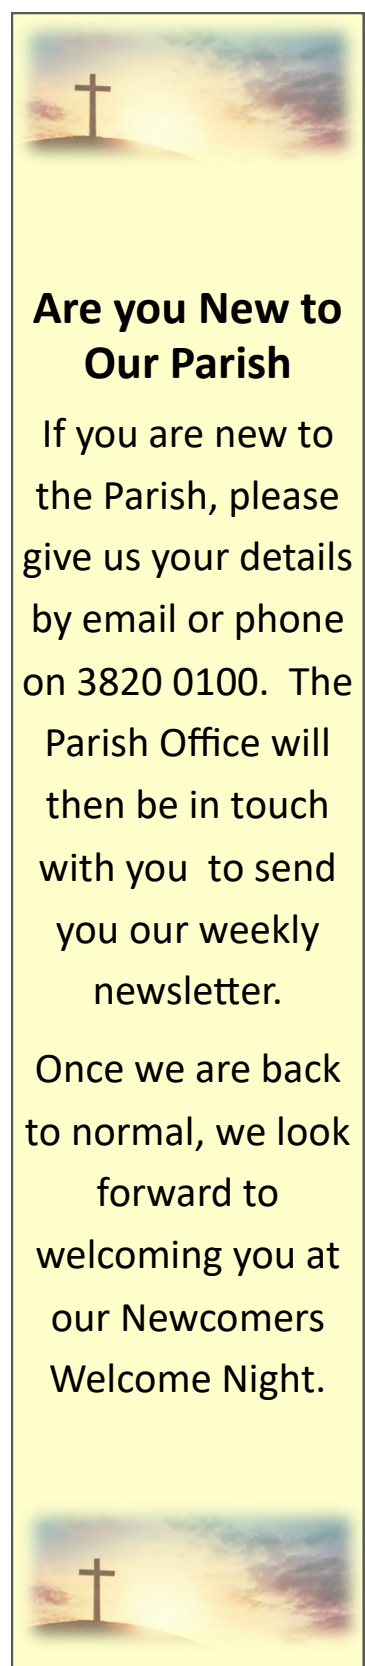 Are you New to
Our Parish
If you are new to
the Parish, please
give us your details
by email or phone
on 3820 0100.  The
Parish Office will
then be in touch
with you  to send
you our weekly
newsletter.
Once we are back
to normal, we look
forward to
welcoming you at
our Newcomers
Welcome Night.